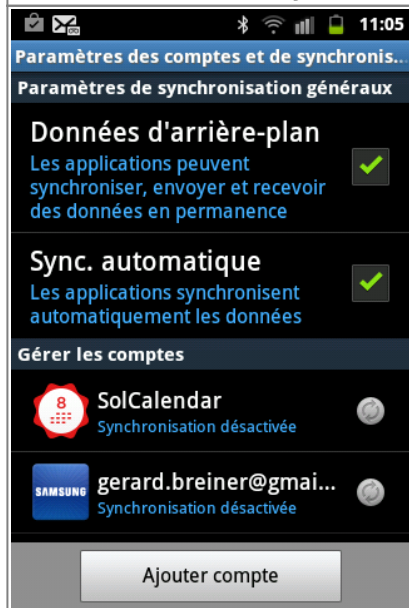 11:05
Paramètres des comptes et de synchronis...
Paramètres de synchronisation généraux
Données d'arrière-plan
Les applications peuvent
synchroniser, envoyer et recevoir
des données en permanence
Sync. automatique
Les applications synchronisent
automatiquement les données
Gérer les comptes
8
SolCalendar
Synchronisation désactivée
SAMSUNG
gerard.breiner@gmai...
Synchronisation désactivée
Ajouter compte